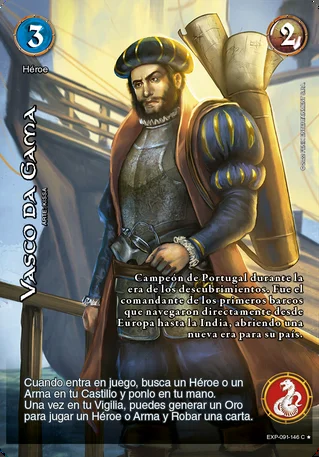 3
2
Héroe
VASCO DA GAMA
Campeón de Portugal durante la
era de los descubrimientos. Fue el
comandante de los primeros barcos
que navegaron directamente desde
Europa hasta la India, abriendo una
nueva era para su país.
Cuando entra en juego, busca un Héroe o un
Arma en tu Castillo y ponlo en tu mano.
Una vez en tu Vigilia, puedes generar un Oro
para jugar un Héroe o Arma y Robar una carta.
EXP-091-146 C ★